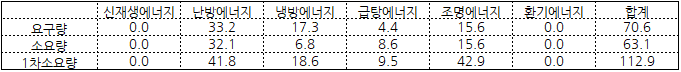 신재생에너지 난방에너지 냉방에너지 급탕에너지 조명에너지 환기에너지 합계
요구량 0.0 33.2 17.3 4.4 15.6 0.0 70.6
소요량 0.0 32.1 6.8 8.6 15.6 0.0 63.1
1차소요량 0.0 41.8 18.6 9.5 42.9 0.0 112.9